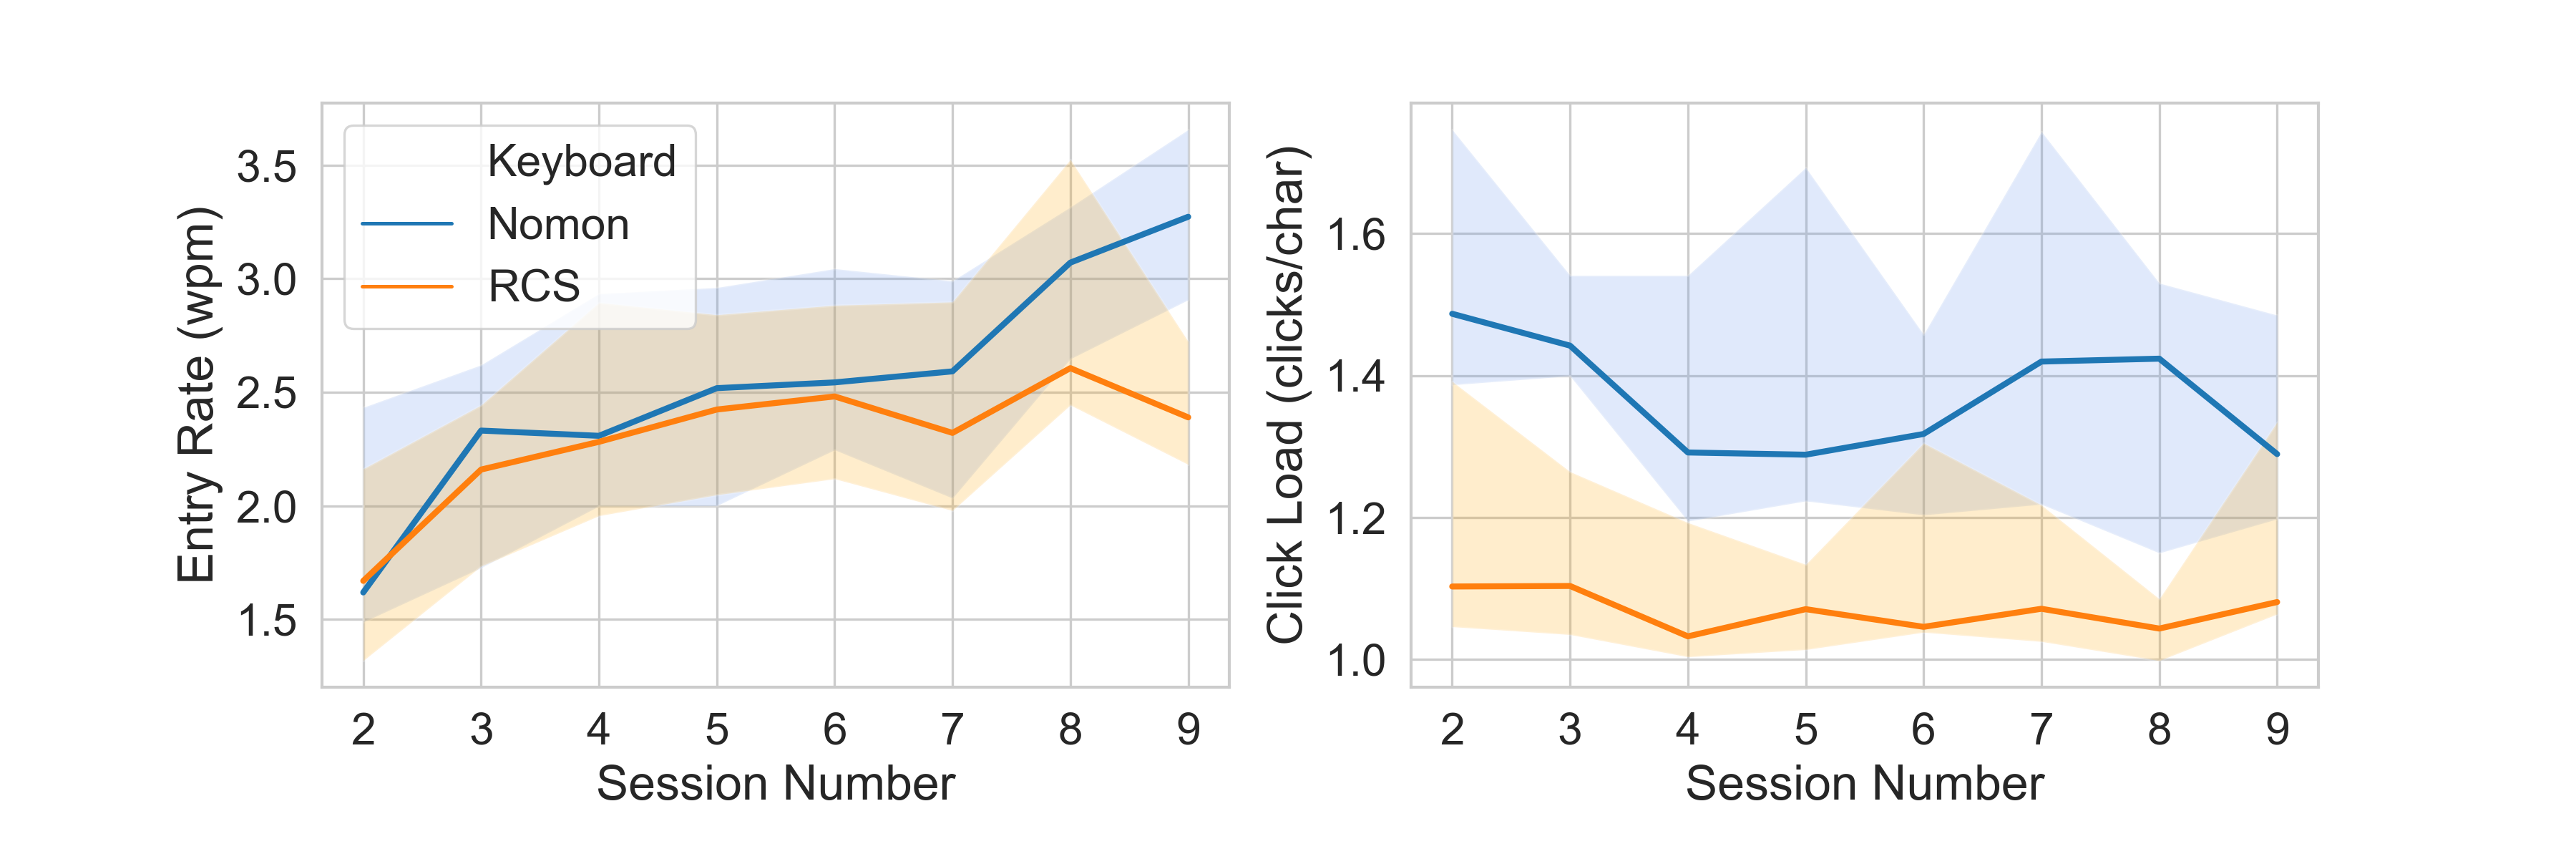 Entry Rate (wpm)
3.5
3.0
2.5
2.0
1.5
Keyboard
Nomon
RCS
2 3 4 5 6 7 8 9
Session Number
Click Load (clicks/char)
1.6
1.4
1.2
1.0
2 3 4 5 6 7 8 9
Session Number